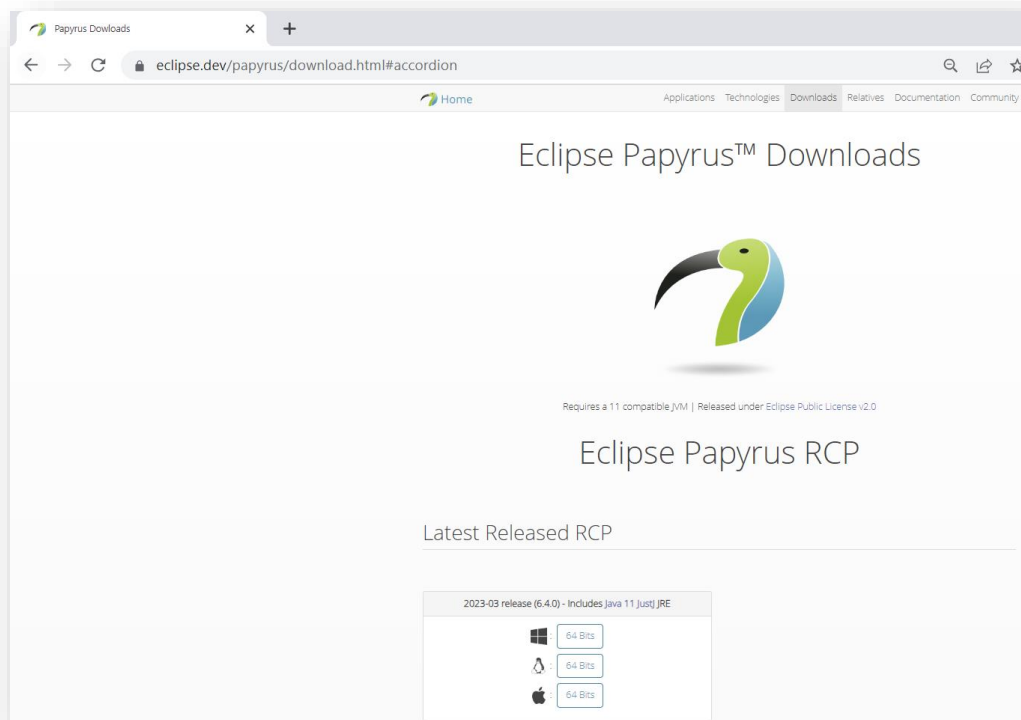 Papyrus Dowloads
eclipse.dev/papyrus/download.html#accordion
Home Applications Technologies Downloads Relatives Documentation Community
Eclipse Papyrus™ Downloads
Requires a 11 compatible JVM | Released under Eclipse Public License v2.0
Eclipse Papyrus RCP
Latest Released RCP
2023-03 release (6.4.0) - Includes Java 11 JustJ JRE
: 64 Bits
: 64 Bits
: 64 Bits